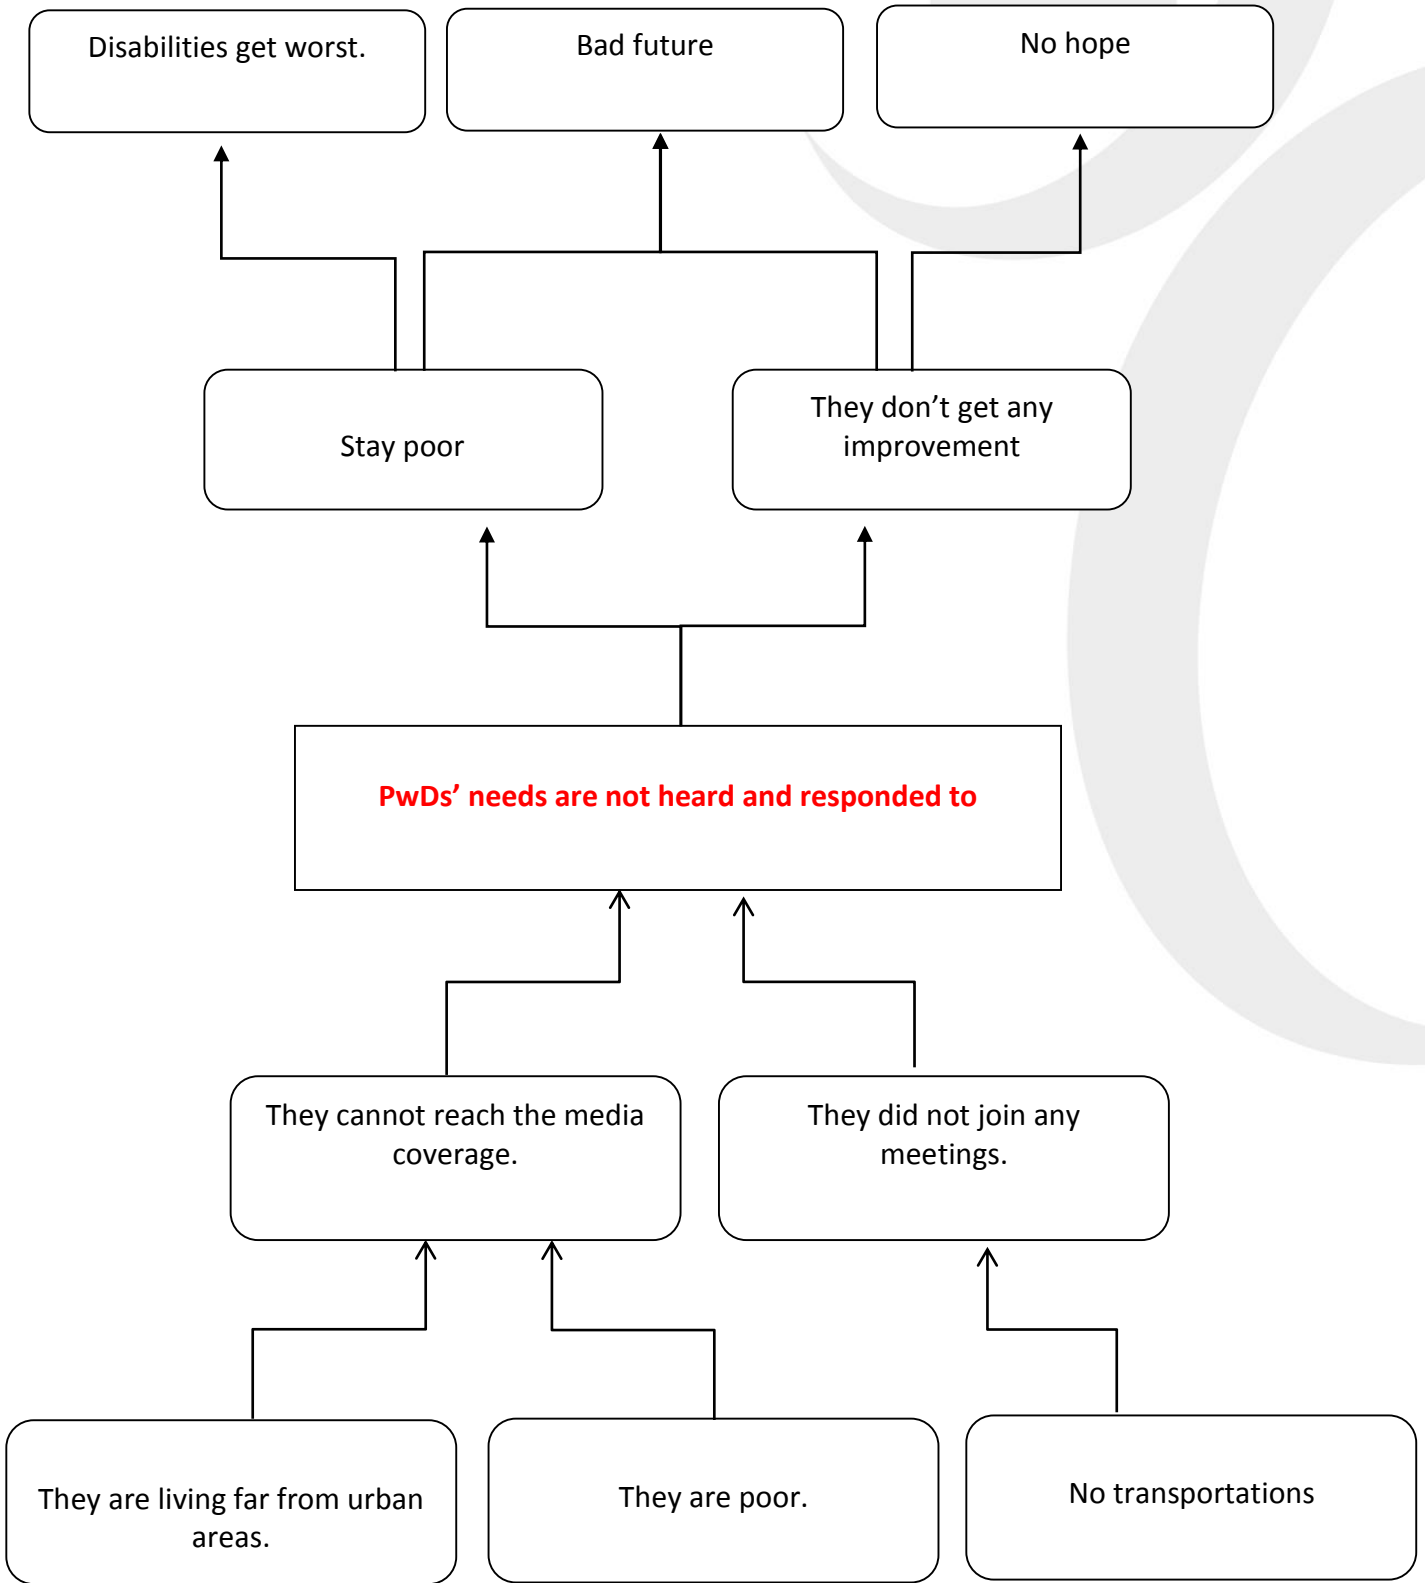 Disabilities get worst.
Bad future
No hope
Stay poor
They don’t get any
improvement
PwDs’ needs are not heard and responded to
They cannot reach the media
coverage.
They did not join any
meetings.
They are living far from urban
areas.
They are poor.
No transportations